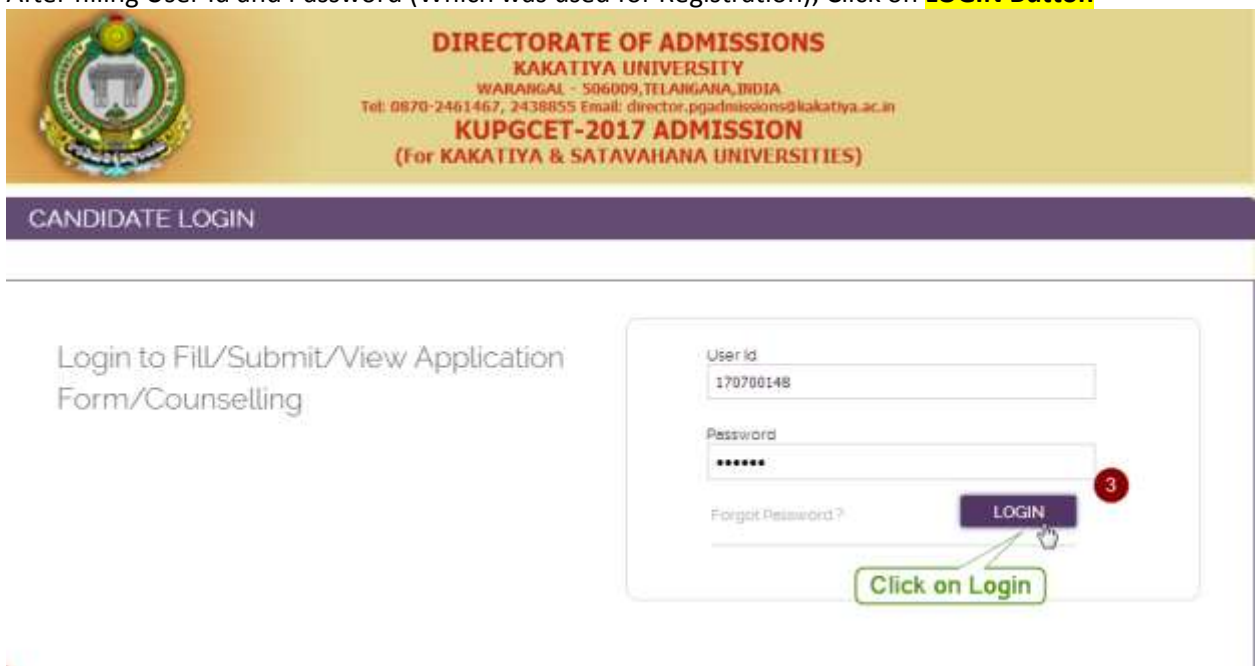 After filling User Id and Password (Which was used for Registration), Click on LOGIN Button
DIRECTORATE OF ADMISSIONS
KAKATIYA UNIVERSITY
WARANGAL - 506009,TELANGANA,INDIA
Tel: 0870-2461467, 2438855 Email: director.pgadmissions@kakatiya.ac.in
KUPGCET-2017 ADMISSION
(For KAKATIYA & SATAVAHANA UNIVERSITIES)
CANDIDATE LOGIN
Login to Fill/Submit/View Application
Form/Counselling
User Id
170700148
Password
••••••
3
Forgot Password ?
LOGIN
Click on Login